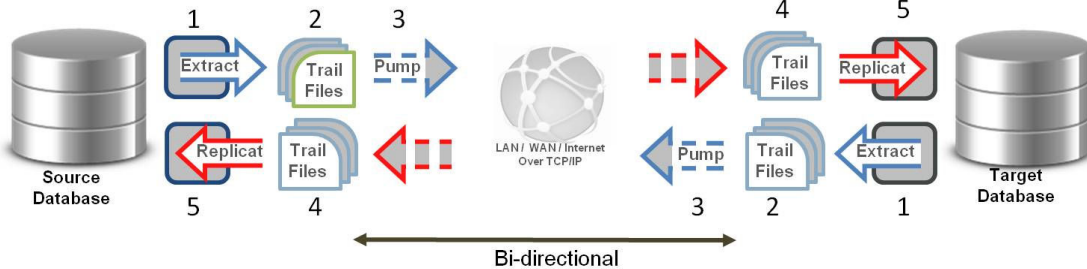 1 2 3 4 5
Extract Trail Files Pump Trail Files Replicat
LAN / WAN / Internet
Over TCP/IP
Replicat Trail Files Pump Trail Files Extract
Source
Database
Target
Database
5 4 3 2 1
Bi-directional